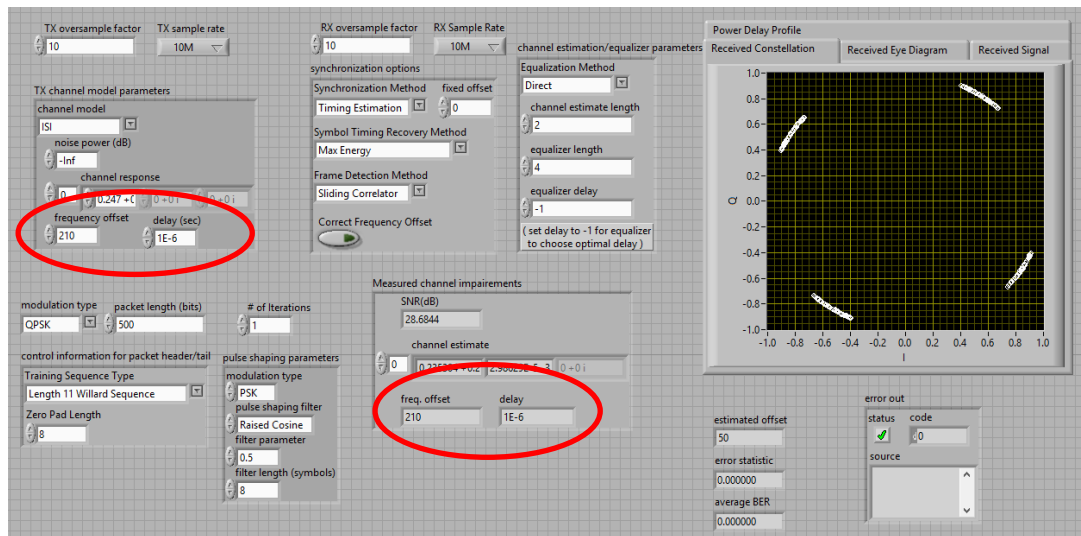 TX oversample factor
10
TX sample rate
10M
RX oversample factor
10
RX Sample Rate
10M
TX channel model parameters
channel model
ISI
noise power (dB)
-Inf
channel response
0
0.247 +0
0 +0 i
0 +0 i
frequency offset
210
delay (sec)
1E-6
synchronization options
Synchronization Method
Timing Estimation
fixed offset
0
Symbol Timing Recovery Method
Max Energy
Frame Detection Method
Sliding Correlator
Correct Frequency Offset
channel estimation/equalizer parameters
Equalization Method
Direct
channel estimate length
2
equalizer length
4
equalizer delay
-1
( set delay to -1 for equalizer
to choose optimal delay )
Power Delay Profile
Received Constellation
Received Eye Diagram
Received Signal
1.0
0.8
0.6
0.4
0.2
0.0
-0.2
-0.4
-0.6
-0.8
-1.0
Q
-1.0 -0.8 -0.6 -0.4 -0.2 0.0 0.2 0.4 0.6 0.8 1.0
I
modulation type
QPSK
packet length (bits)
500
# of Iterations
1
control information for packet header/tail
Training Sequence Type
Length 11 Willard Sequence
Zero Pad Length
8
pulse shaping parameters
modulation type
PSK
pulse shaping filter
Raised Cosine
filter parameter
0.5
filter length (symbols)
8
Measured channel impairements
SNR(dB)
28.6844
channel estimate
0
0 +0 i
freq. offset
210
delay
1E-6
estimated offset
50
error statistic
0.000000
average BER
0.000000
error out
status
code
0
source